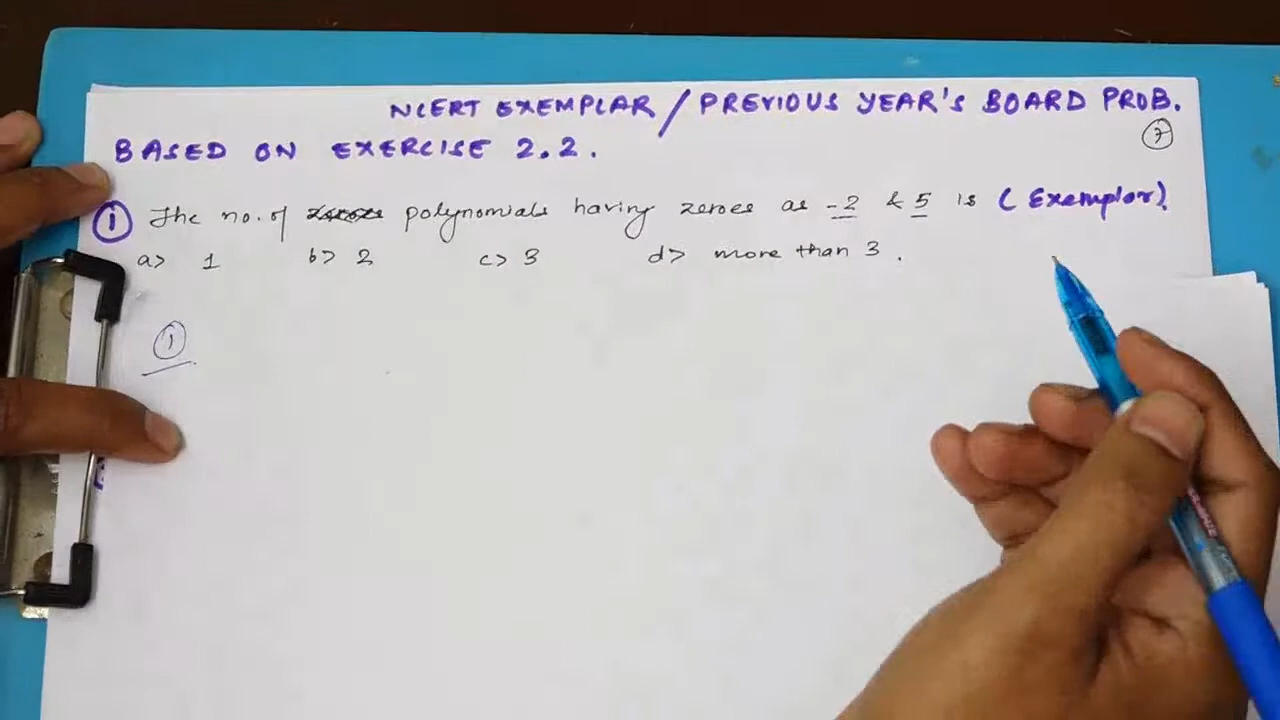 NCERT EXEMPLAR / PREVIOUS YEAR'S BOARD PROB.
BASED ON EXERCISE 2.2.
7
① The no. of polynomials having zeroes as -2 & 5 is (Exemplar).
a> 1 b> 2 c> 3 d> more than 3.
①